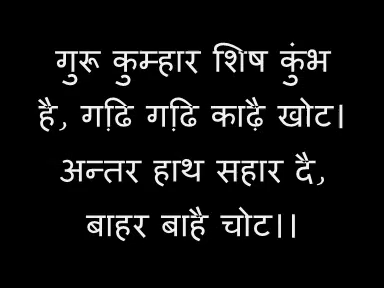 गुरू कुम्हार शिष कुंभ
है, गढि़ गढि़ काढ़ै खोट।
अन्तर हाथ सहार दै,
बाहर बाहै चोट।।